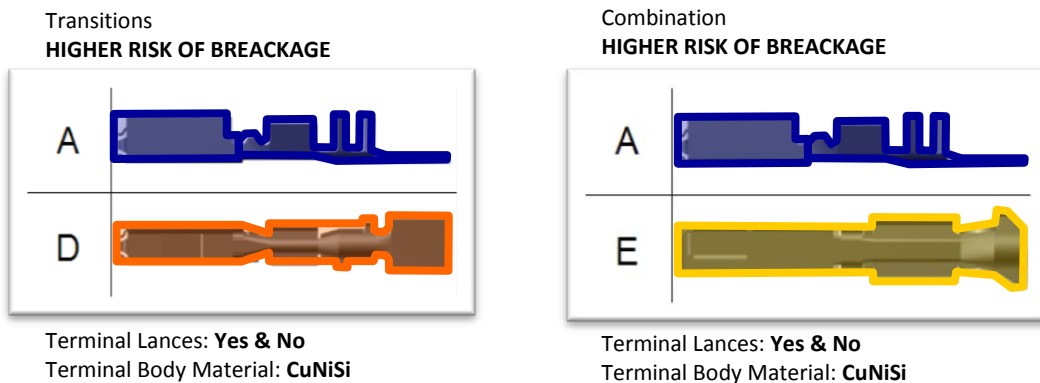 Transitions
HIGHER RISK OF BREACKAGE
A
D
Terminal Lances: Yes & No
Terminal Body Material: CuNiSi
Combination
HIGHER RISK OF BREACKAGE
A
E
Terminal Lances: Yes & No
Terminal Body Material: CuNiSi